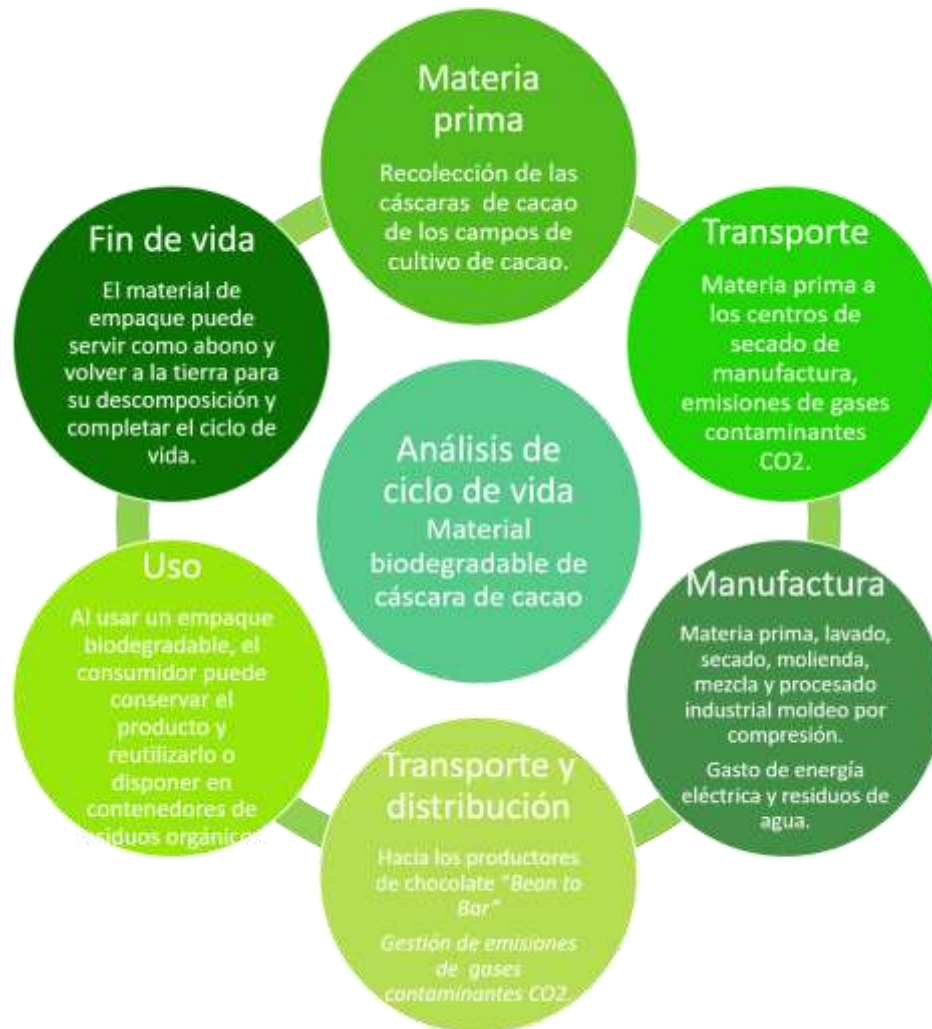 Materia
prima
Recolección de las
cáscaras de cacao
de los campos de
cultivo de cacao.
Transporte
Materia prima a
los centros de
secado de
manufactura,
emisiones de gases
contaminantes
CO2.
Manufactura
Materia prima, lavado,
secado, molienda,
mezcla y procesado
industrial moldeo por
compresión.
Gasto de energía
eléctrica y residuos de
agua.
Transporte y
distribución
Hacia los productores
de chocolate "Bean to
Bar"
Gestión de emisiones
de gases
contaminantes CO2.
Uso
Al usar un empaque
biodegradable, el
consumidor puede
conservar el
producto y
reutilizarlo o
disponer en
contenedores de
residuos orgánicos.
Fin de vida
El material de
empaque puede
servir como abono y
volver a la tierra para
su descomposición y
completar el ciclo de
vida.
Análisis de
ciclo de vida
Material
biodegradable de
cáscara de cacao